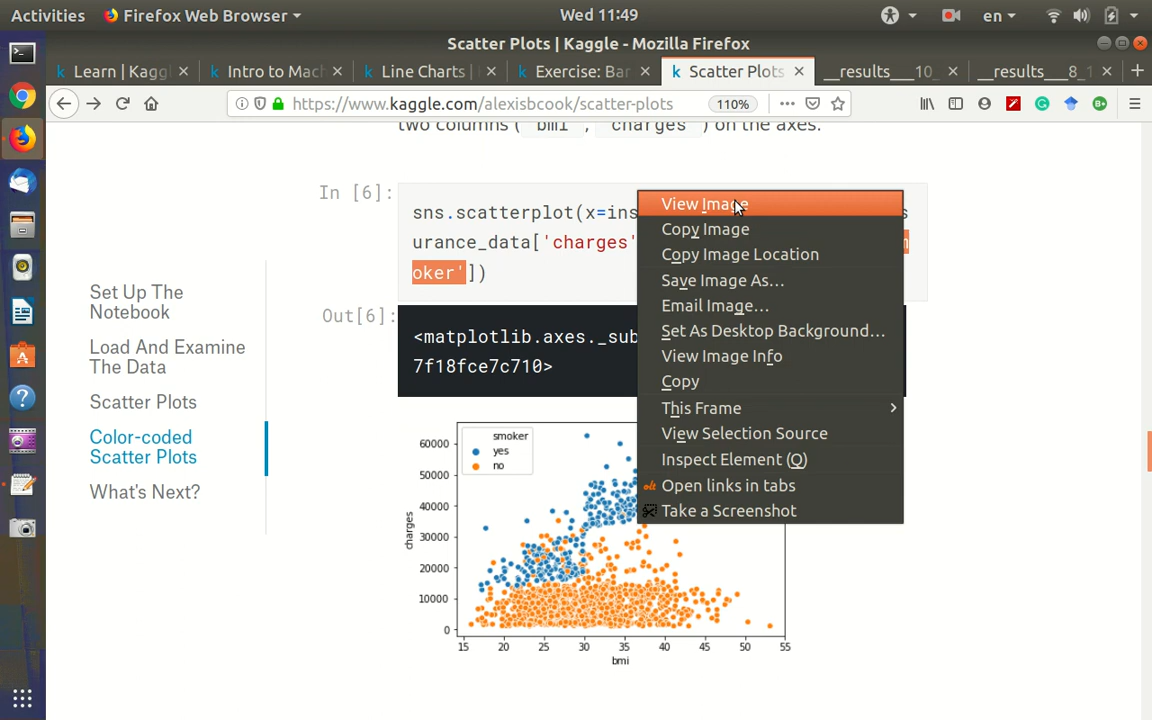 Activities
Firefox Web Browser
Wed 11:49
en
Scatter Plots | Kaggle - Mozilla Firefox
Learn | Kaggl
Intro to Mach
Line Charts |
Exercise: Bar
Scatter Plots
__results___10_
__results___8_1
https://www.kaggle.com/alexisbcook/scatter-plots
110%
two columns ( 'bmi', 'charges' ) on the axes.
In [6]:
sns.scatterplot(x=ins
urance_data['charges'
oker'])
Out[6]:
<matplotlib.axes._sub
7f18fce7c710>
Set Up The
Notebook
Load And Examine
The Data
Scatter Plots
Color-coded
Scatter Plots
What's Next?
View Image
Copy Image
Copy Image Location
Save Image As...
Email Image...
Set As Desktop Background...
View Image Info
Copy
This Frame
View Selection Source
Inspect Element (Q)
Open links in tabs
Take a Screenshot
smoker
yes
no
charges
60000
50000
40000
30000
20000
10000
0
15 20 25 30 35 40 45 50 55
bmi